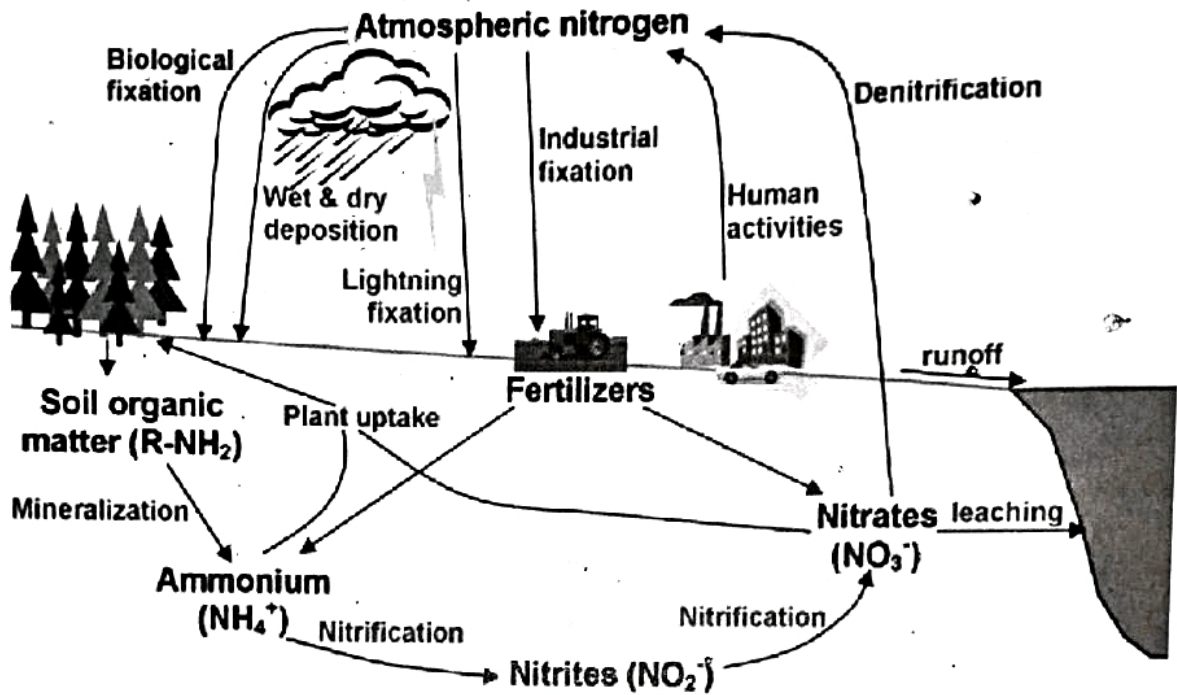 Atmospheric nitrogen
Biological
fixation
Denitrification
Industrial
fixation
Wet & dry
deposition
Human
activities
Lightning
fixation
runoff
Fertilizers
Soil organic
matter (R-NH₂)
Plant uptake
Mineralization
Nitrates
(NO₃⁻)
leaching
Ammonium
(NH₄⁺)
Nitrification
Nitrification
Nitrites (NO₂⁻)